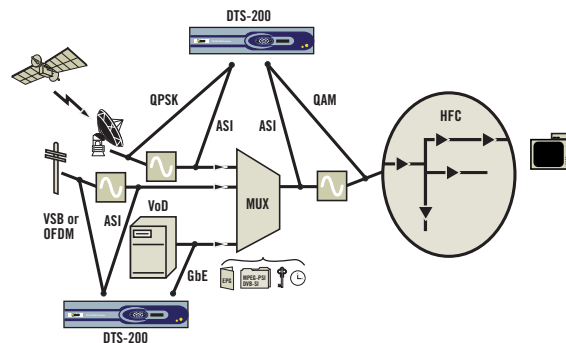 DTS-200
QPSK
ASI
ASI
QAM
HFC
VSB or
OFDM
ASI
VoD
MUX
GbE
EPG
MPEG-PSI
DVB-SI
DTS-200